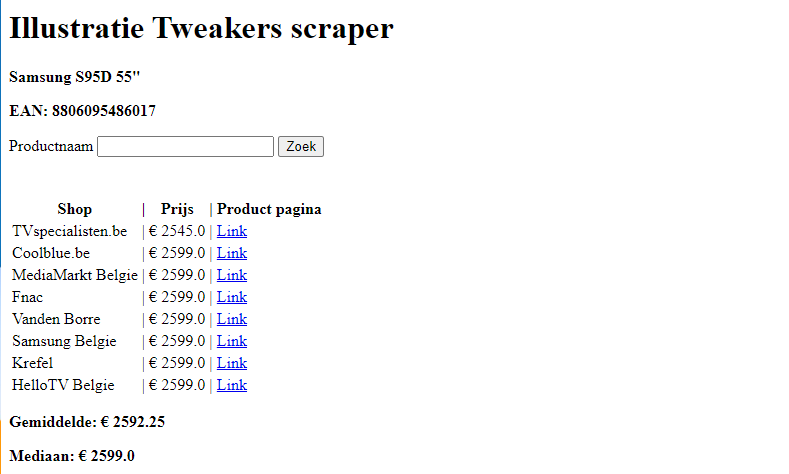 Illustratie Tweakers scraper
Samsung S95D 55"
EAN: 8806095486017
Productnaam Zoek
Shop | Prijs | Product pagina
TVspecialisten.be | € 2545.0 | Link
Coolblue.be | € 2599.0 | Link
MediaMarkt Belgie | € 2599.0 | Link
Fnac | € 2599.0 | Link
Vanden Borre | € 2599.0 | Link
Samsung Belgie | € 2599.0 | Link
Krefel | € 2599.0 | Link
HelloTV Belgie | € 2599.0 | Link
Gemiddelde: € 2592.25
Mediaan: € 2599.0